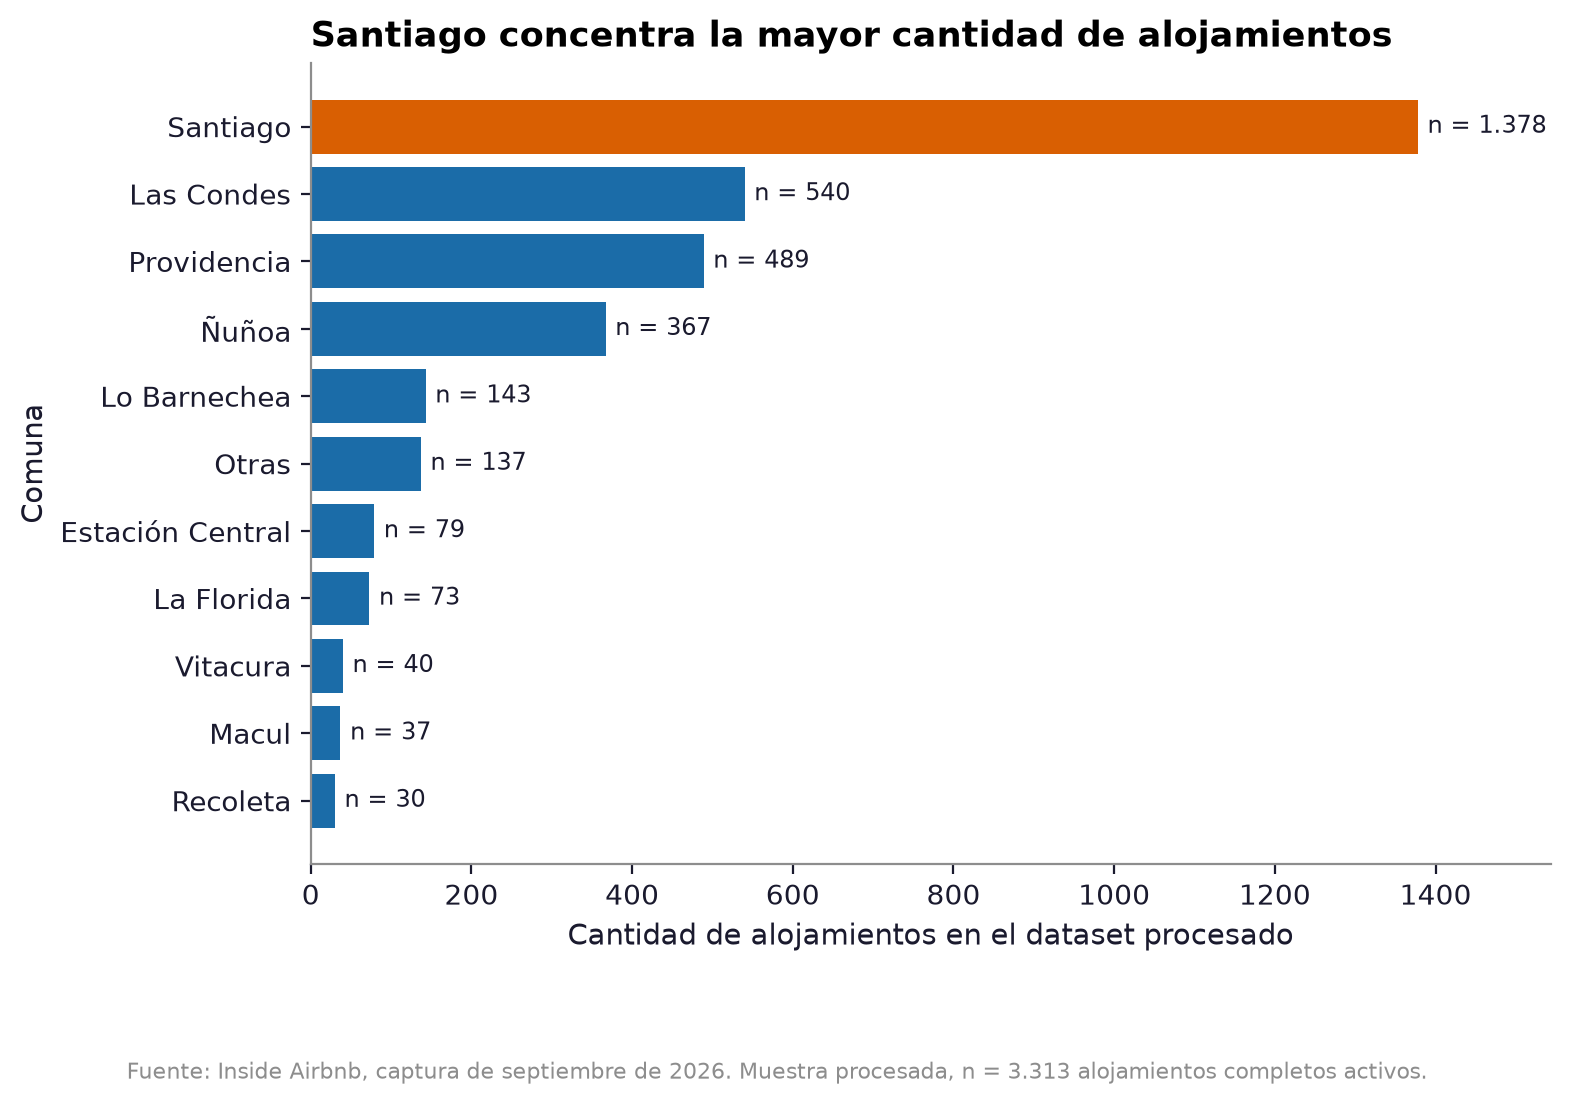 Santiago concentra la mayor cantidad de alojamientos
Santiago n = 1.378
Las Condes n = 540
Providencia n = 489
Ñuñoa n = 367
Lo Barnechea n = 143
Otras n = 137
Estación Central n = 79
La Florida n = 73
Vitacura n = 40
Macul n = 37
Recoleta n = 30
Comuna
0 200 400 600 800 1000 1200 1400
Cantidad de alojamientos en el dataset procesado
Fuente: Inside Airbnb, captura de septiembre de 2026. Muestra procesada, n = 3.313 alojamientos completos activos.